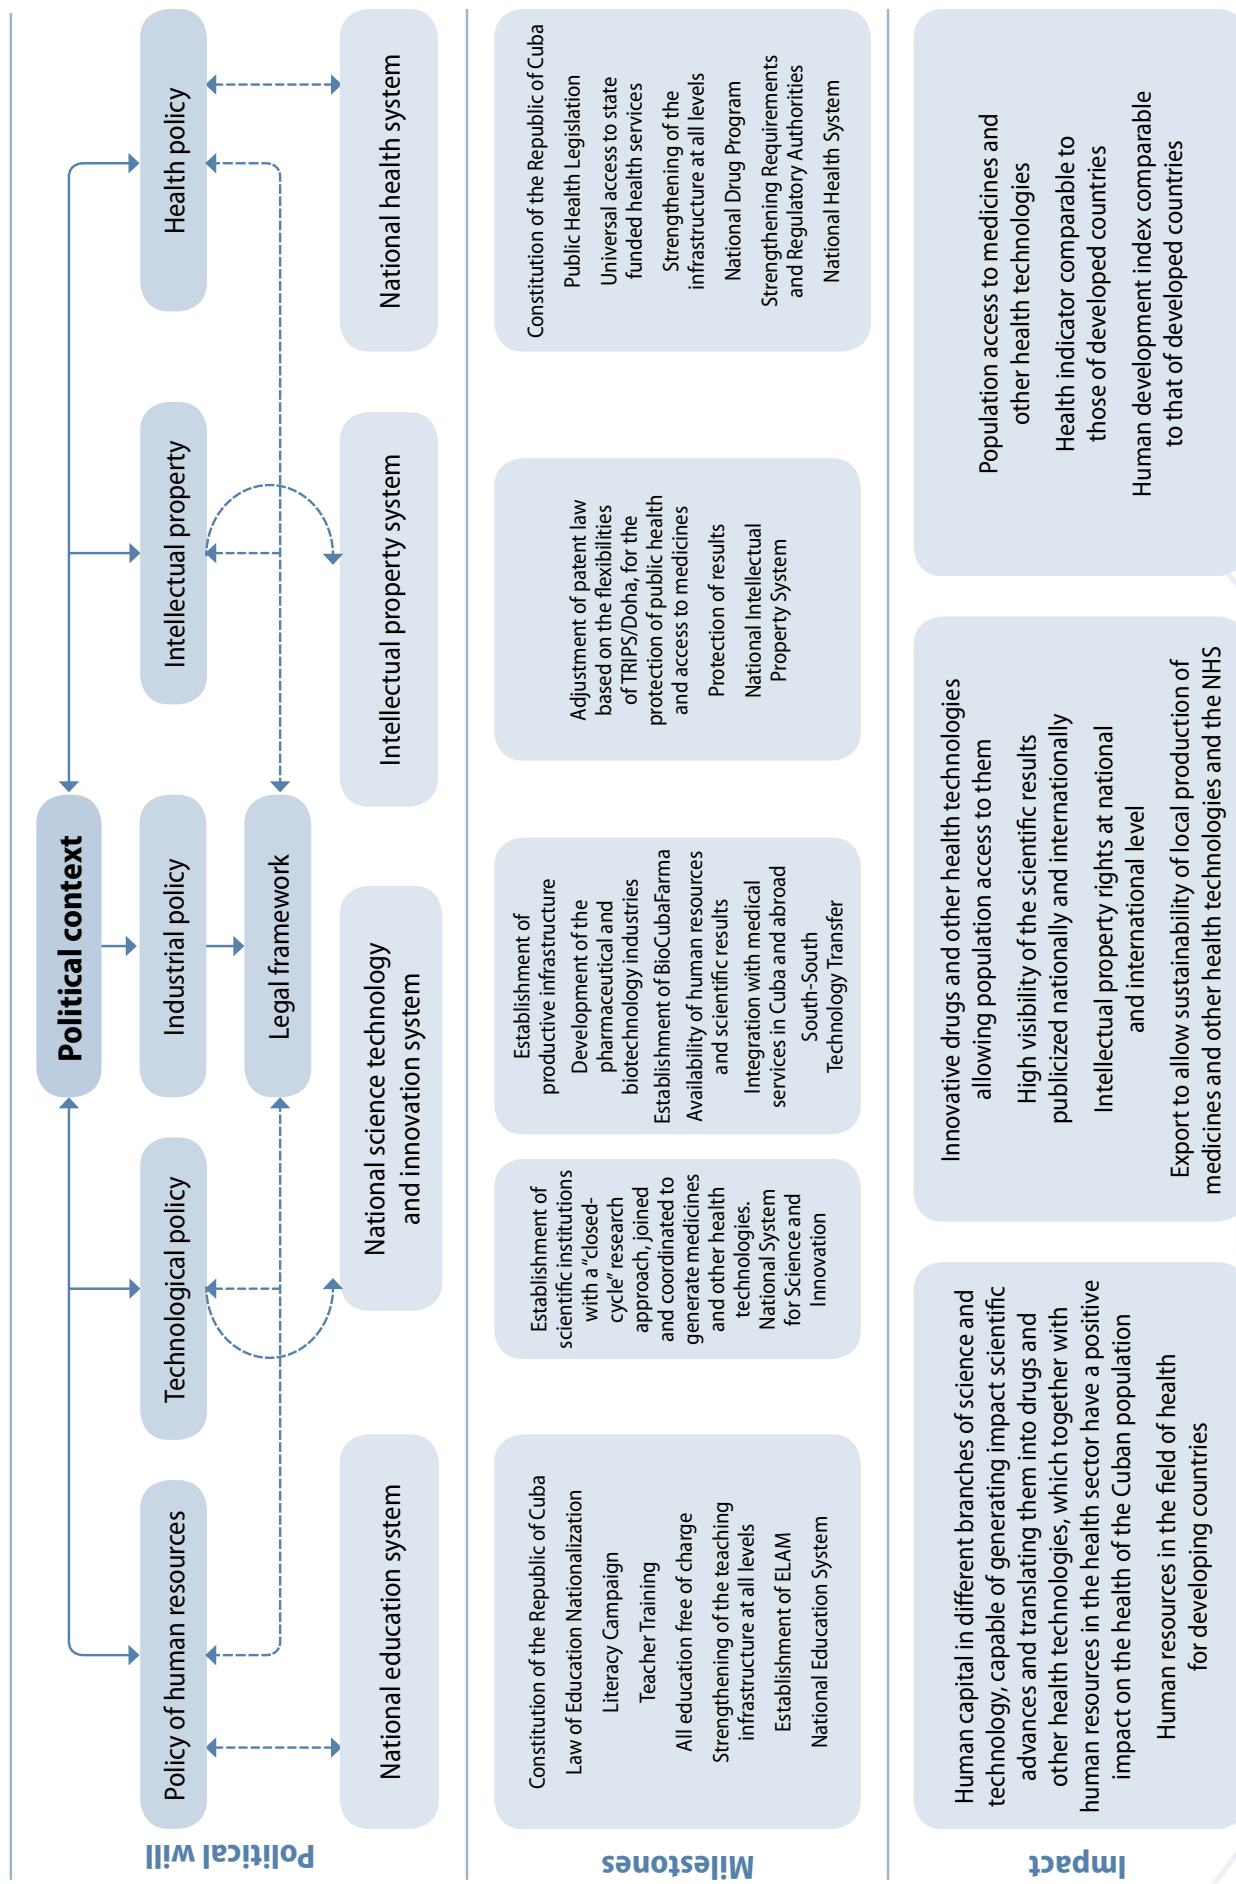 Political will
Political context
Policy of human resources
Technological policy
Industrial policy
Intellectual property
Health policy
Legal framework
National education system
National science technology
and innovation system
Intellectual property system
National health system
Milestones
Constitution of the Republic of Cuba
Law of Education Nationalization
Literacy Campaign
Teacher Training
All education free of charge
Strengthening of the teaching
infrastructure at all levels
Establishment of ELAM
National Education System
Establishment of
scientific institutions
with a “closed-
cycle” research
approach, joined
and coordinated to
generate medicines
and other health
technologies.
National System
for Science and
Innovation
Establishment of
productive infrastructure
Development of the
pharmaceutical and
biotechnology industries
Establishment of BioCubaFarma
Availability of human resources
and scientific results
Integration with medical
services in Cuba and abroad
South-South
Technology Transfer
Adjustment of patent law
based on the flexibilities
of TRIPS/Doha, for the
protection of public health
and access to medicines
Protection of results
National Intellectual
Property System
Constitution of the Republic of Cuba
Public Health Legislation
Universal access to state
funded health services
Strengthening of the
infrastructure at all levels
National Drug Program
Strengthening Requirements
and Regulatory Authorities
National Health System
Impact
Human capital in different branches of science and
technology, capable of generating impact scientific
advances and translating them into drugs and
other health technologies, which together with
human resources in the health sector have a positive
impact on the health of the Cuban population
Human resources in the field of health
for developing countries
Innovative drugs and other health technologies
allowing population access to them
High visibility of the scientific results
publicized nationally and internationally
Intellectual property rights at national
and international level
Export to allow sustainability of local production of
medicines and other health technologies and the NHS
Population access to medicines and
other health technologies
Health indicator comparable to
those of developed countries
Human development index comparable
to that of developed countries